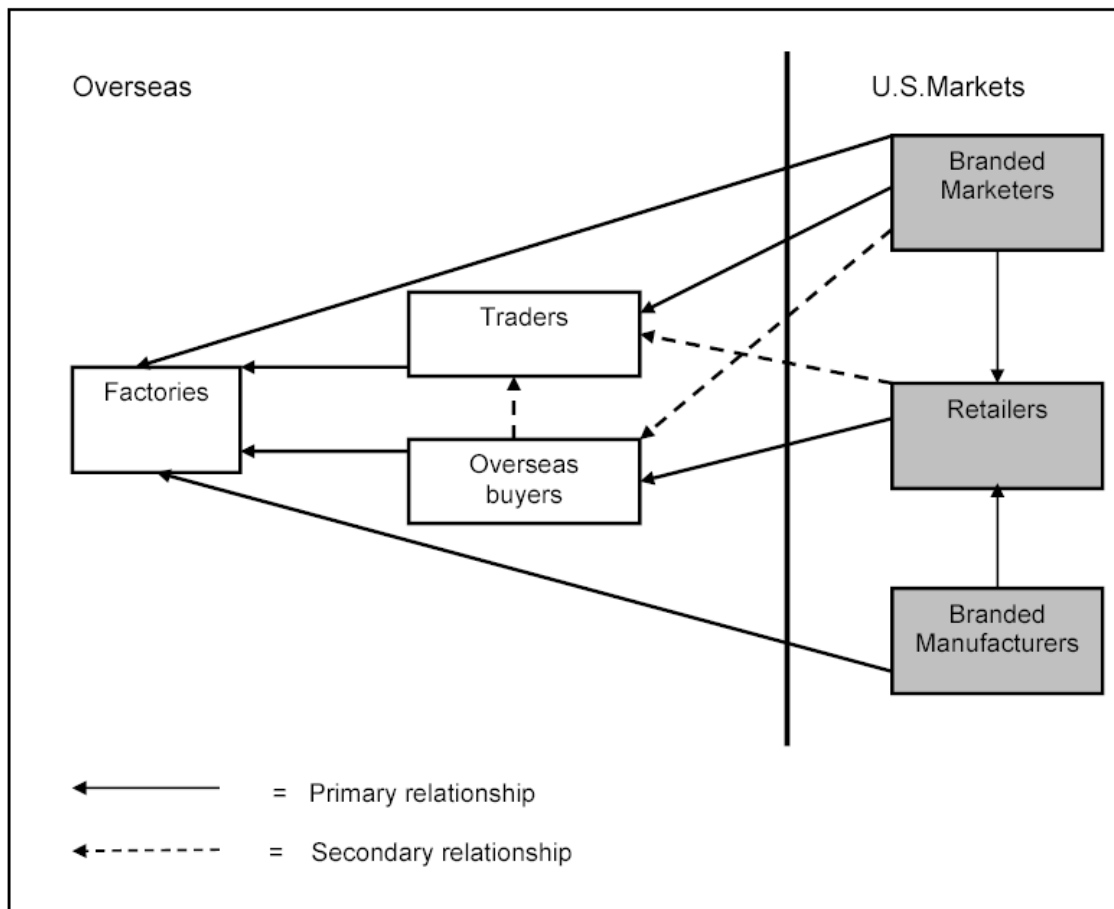 Overseas
U.S.Markets
Branded
Marketers
Traders
Factories
Retailers
Overseas
buyers
Branded
Manufacturers
= Primary relationship
= Secondary relationship